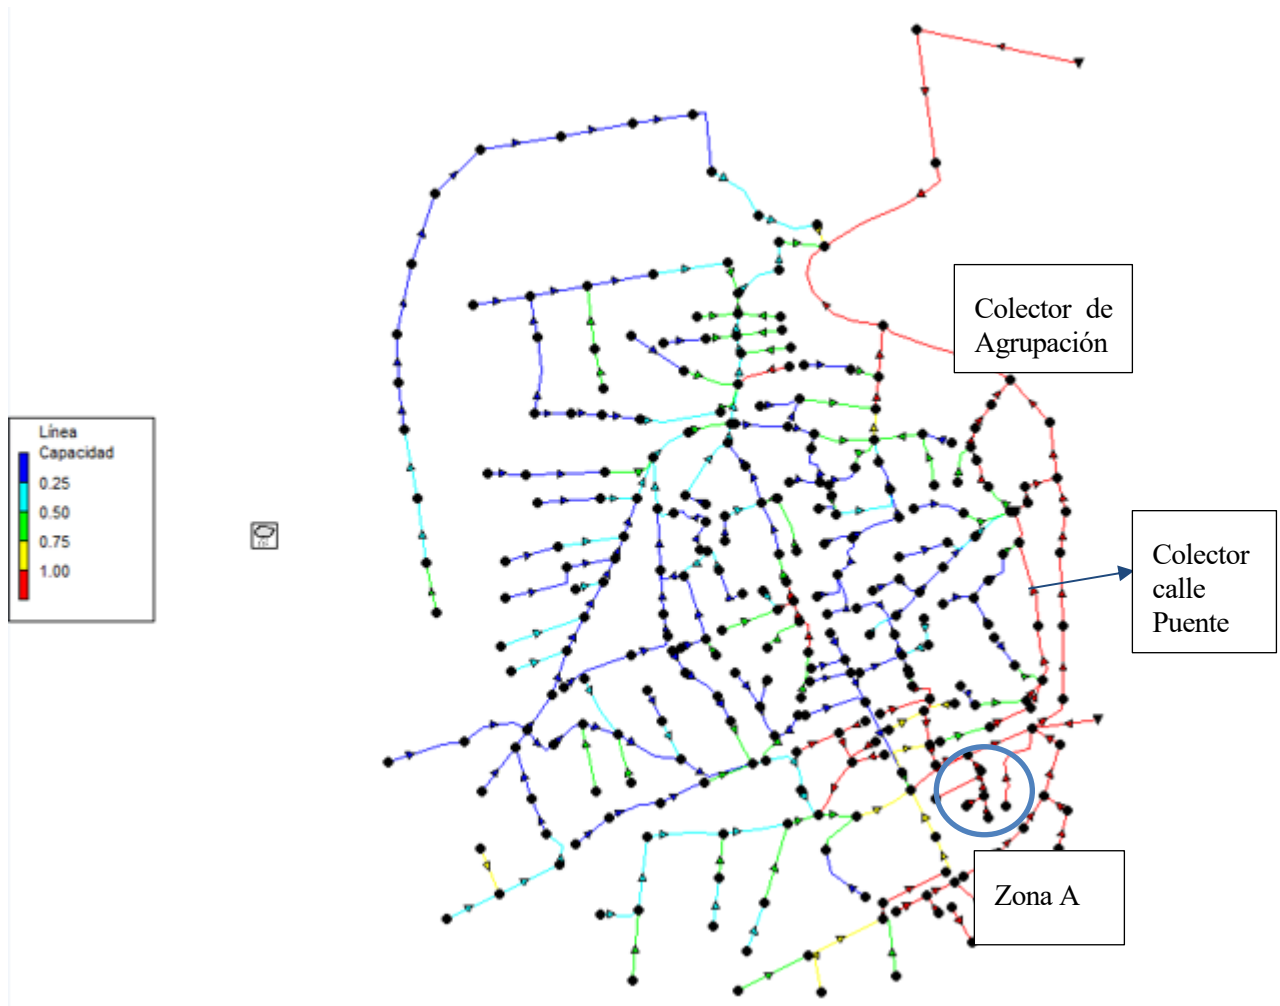 Colector de
Agrupación
Línea
Capacidad
0.25
0.50
0.75
1.00
Colector
calle
Puente
Zona A